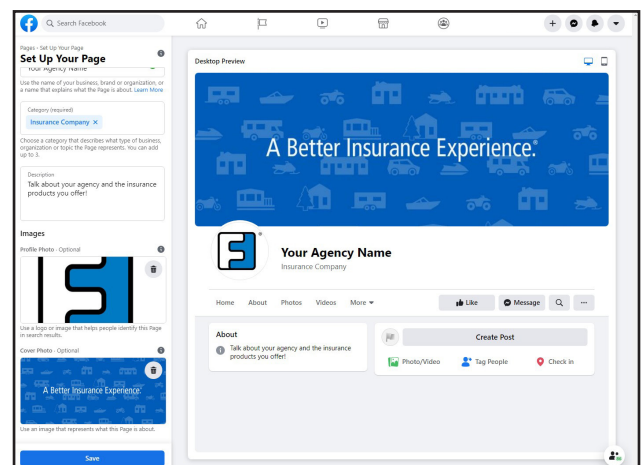 Search Facebook
Pages › Set Up Your Page
Set Up Your Page
Your Agency Name
Use the name of your business, brand or organization, or
a name that explains what the Page is about. Learn More
Category (required)
Insurance Company ×
Choose a category that describes what type of business,
organization or topic the Page represents. You can add
up to 3.
Description
Talk about your agency and the insurance
products you offer!
Images
Profile Photo · Optional
Use a logo or image that helps people identify this Page
in search results.
Cover Photo · Optional
A Better Insurance Experience.®
Use an image that represents what this Page is about.
Save
Desktop Preview
A Better Insurance Experience.®
Your Agency Name
Insurance Company
Home About Photos Videos More
Like Message
About
Talk about your agency and the insurance
products you offer!
Create Post
Photo/Video Tag People Check in